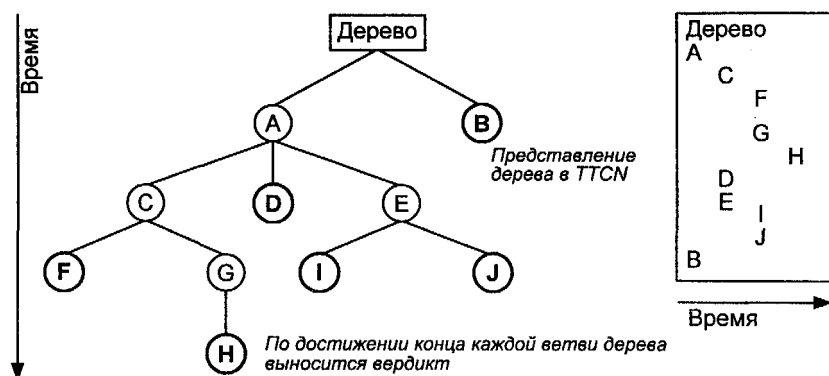 Время
Дерево
A
B
Представление
дерева в TTCN
C
D
E
F
G
I
J
H
По достижении конца каждой ветви дерева
выносится вердикт
Дерево
A
C
F
G
H
D
E
I
J
B
Время